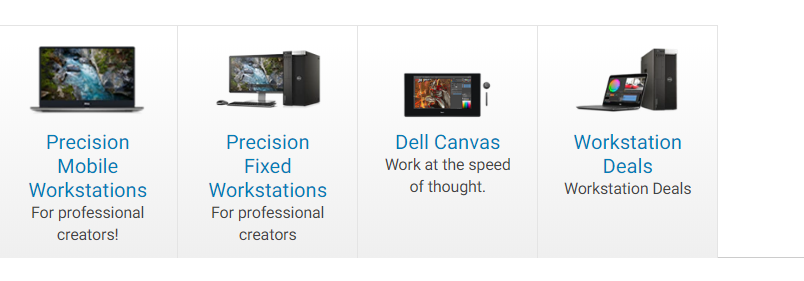 Precision
Mobile
Workstations
For professional
creators!
Precision
Fixed
Workstations
For professional
creators
Dell Canvas
Work at the speed
of thought.
Workstation
Deals
Workstation Deals